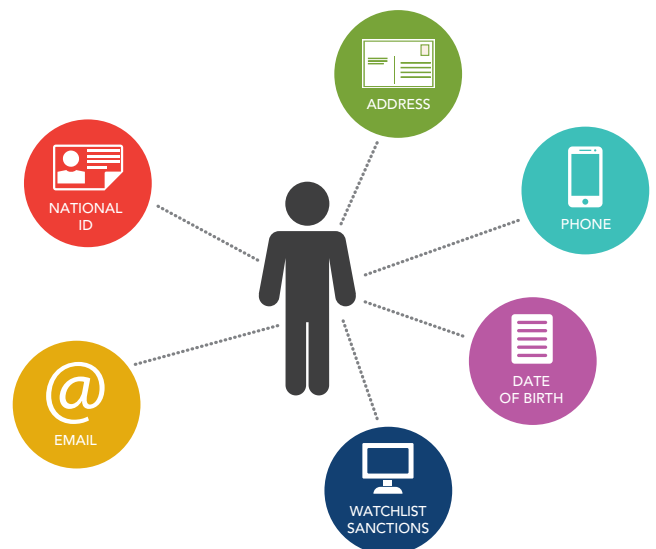 ADDRESS
NATIONAL
ID
PHONE
DATE
OF BIRTH
@
EMAIL
WATCHLIST
SANCTIONS